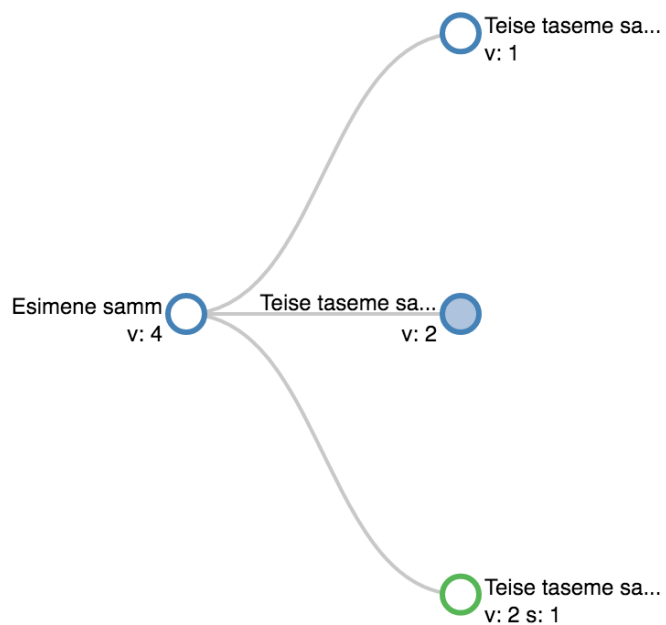 Teise taseme sa...
v: 1
Esimene samm
v: 4
Teise taseme sa...
v: 2
Teise taseme sa...
v: 2 s: 1